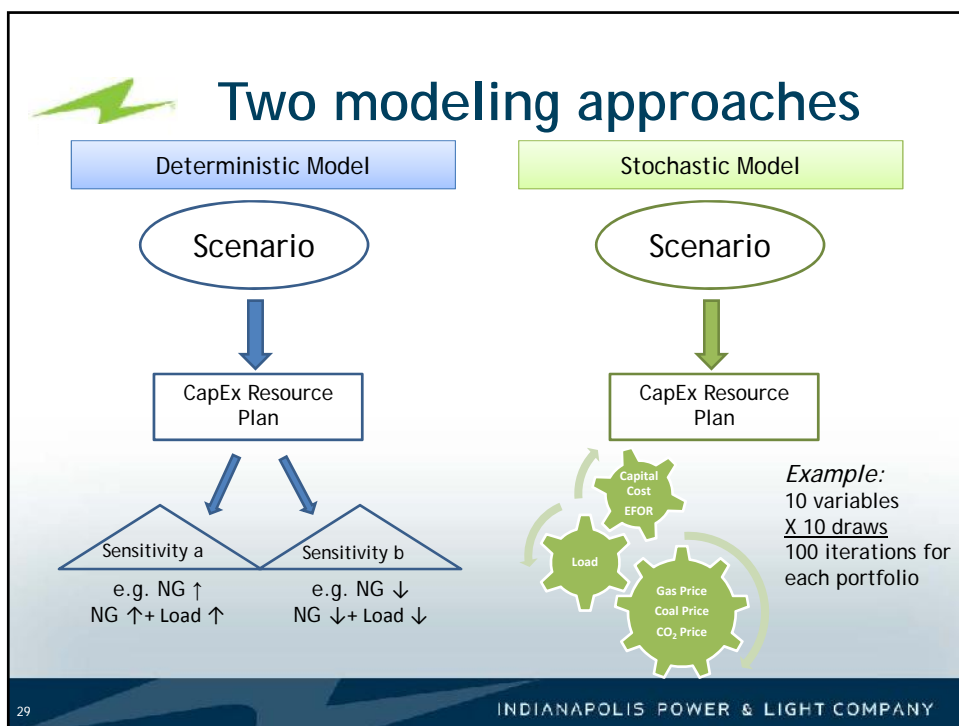 Two modeling approaches
Deterministic Model
Scenario
CapEx Resource
Plan
Sensitivity a
e.g. NG ↑
NG ↑+ Load ↑
Sensitivity b
e.g. NG ↓
NG ↓+ Load ↓
Stochastic Model
Scenario
CapEx Resource
Plan
Capital
Cost
EFOR
Load
Gas Price
Coal Price
CO₂ Price
Example:
10 variables
X 10 draws
100 iterations for
each portfolio
29
INDIANAPOLIS POWER & LIGHT COMPANY